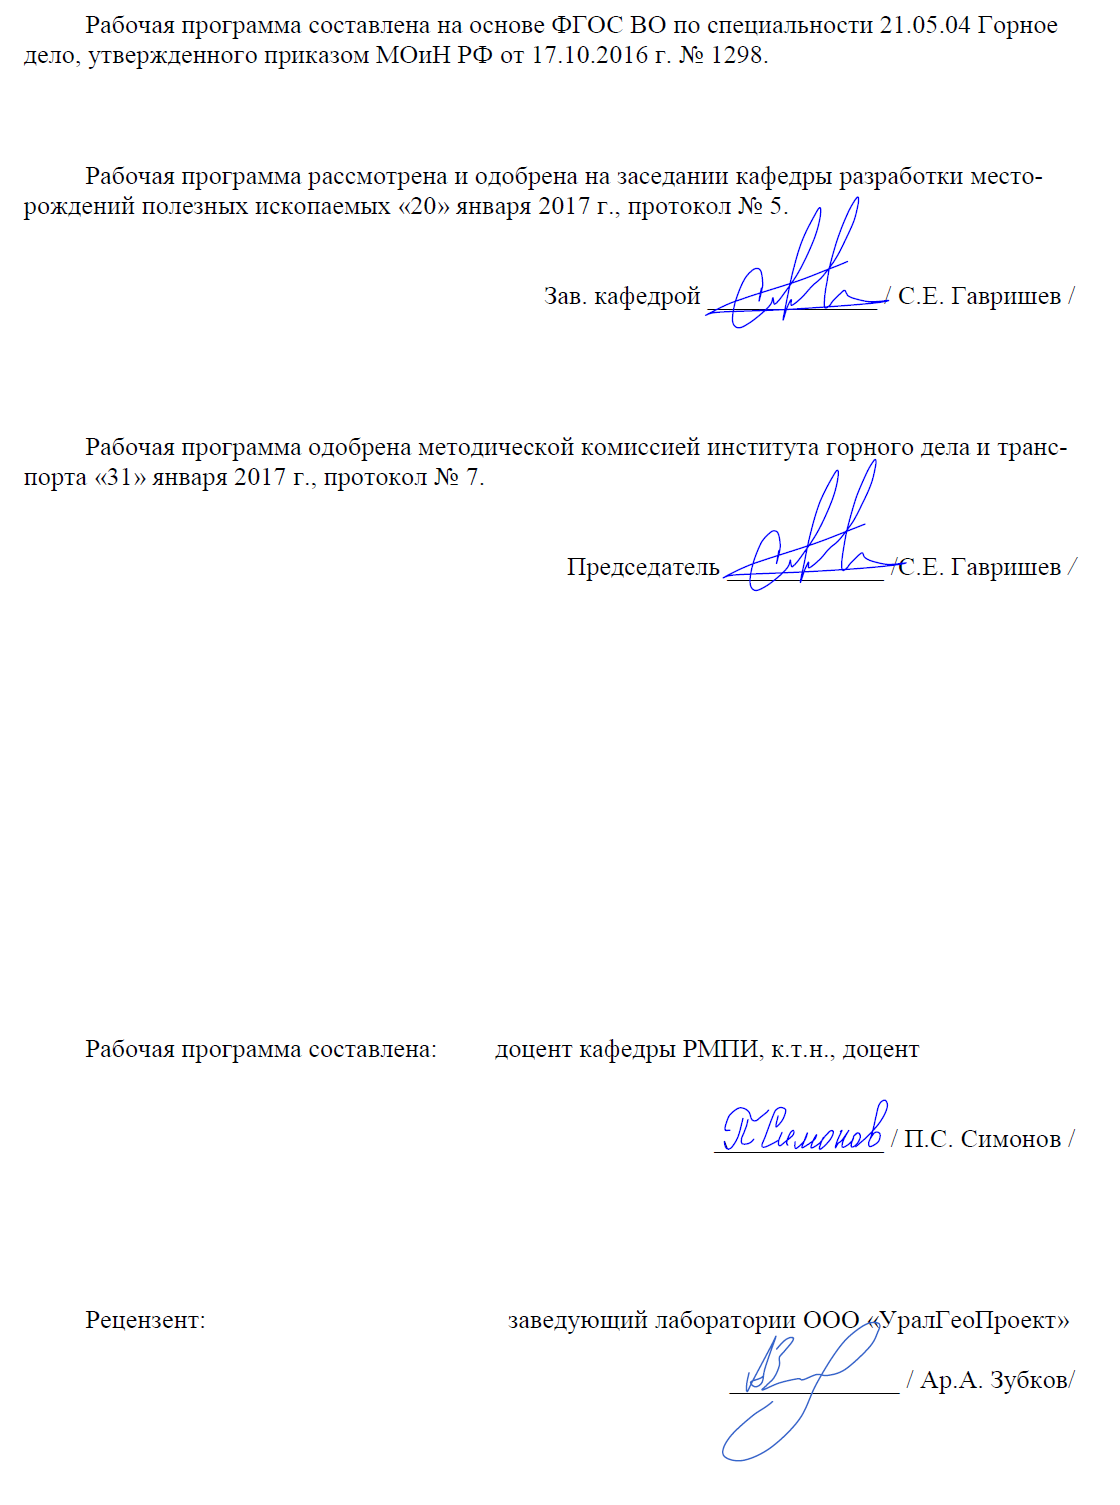 Рабочая программа составлена на основе ФГОС ВО по специальности 21.05.04 Горное
дело, утвержденного приказом МОиН РФ от 17.10.2016 г. № 1298.
Рабочая программа рассмотрена и одобрена на заседании кафедры разработки место-
рождений полезных ископаемых «20» января 2017 г., протокол № 5.
Зав. кафедрой / С.Е. Гавришев /
Рабочая программа одобрена методической комиссией института горного дела и транс-
порта «31» января 2017 г., протокол № 7.
Председатель /С.Е. Гавришев /
Рабочая программа составлена: доцент кафедры РМПИ, к.т.н., доцент
П Симонов / П.С. Симонов /
Рецензент: заведующий лаборатории ООО «УралГеоПроект»
/ Ар.А. Зубков/